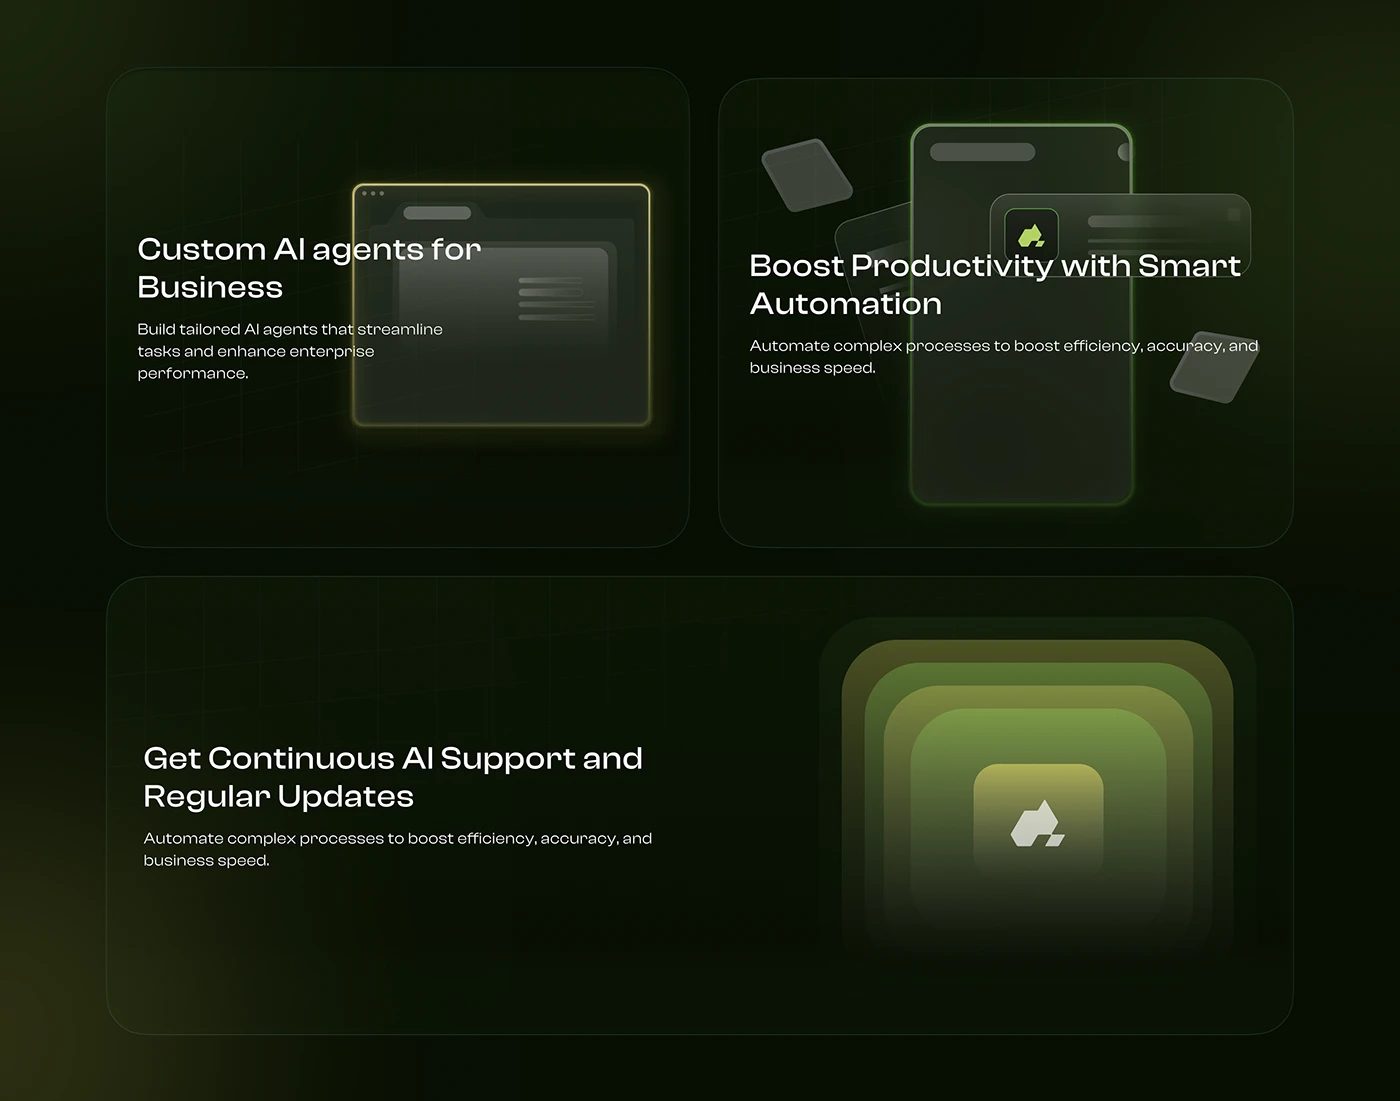 Custom AI agents for
Business
Build tailored AI agents that streamline
tasks and enhance enterprise
performance.
Boost Productivity with Smart
Automation
Automate complex processes to boost efficiency, accuracy, and
business speed.
Get Continuous AI Support and
Regular Updates
Automate complex processes to boost efficiency, accuracy, and
business speed.